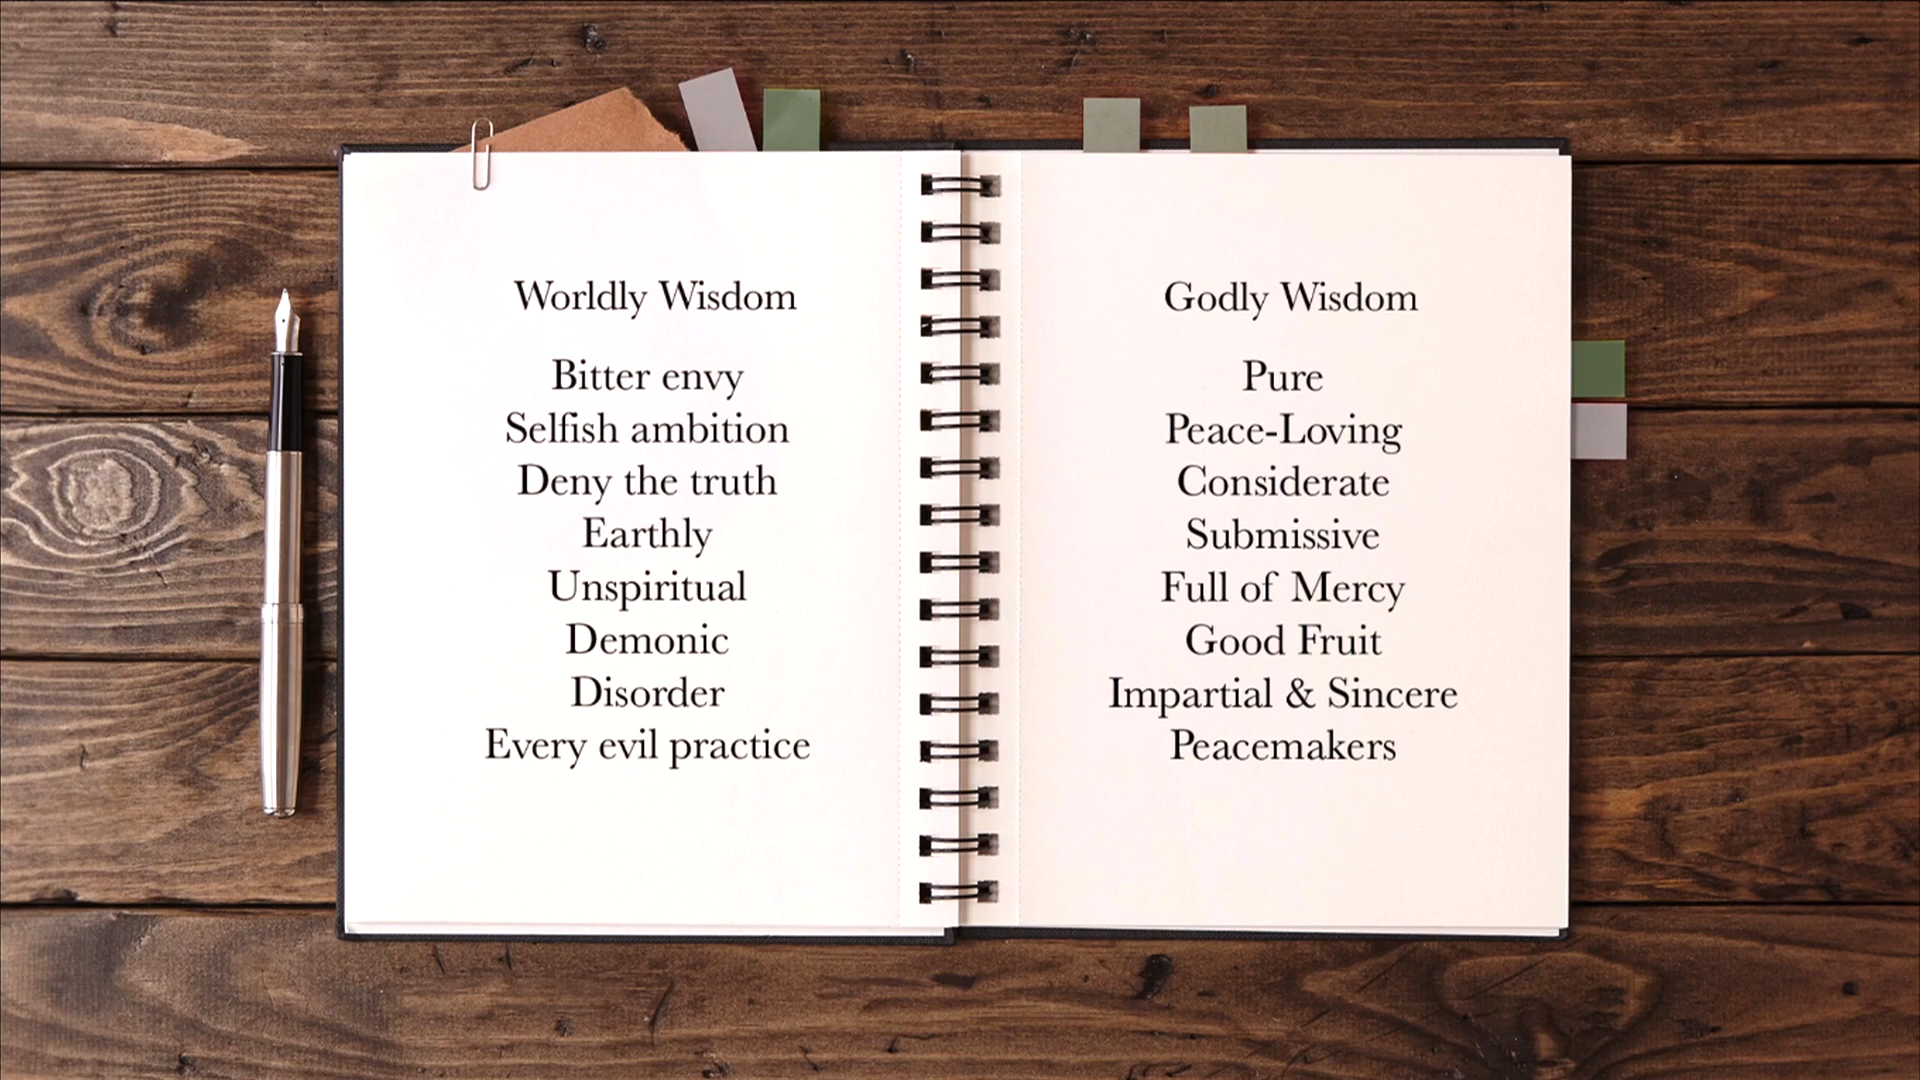 Worldly Wisdom
Bitter envy
Selfish ambition
Deny the truth
Earthly
Unspiritual
Demonic
Disorder
Every evil practice
Godly Wisdom
Pure
Peace-Loving
Considerate
Submissive
Full of Mercy
Good Fruit
Impartial & Sincere
Peacemakers